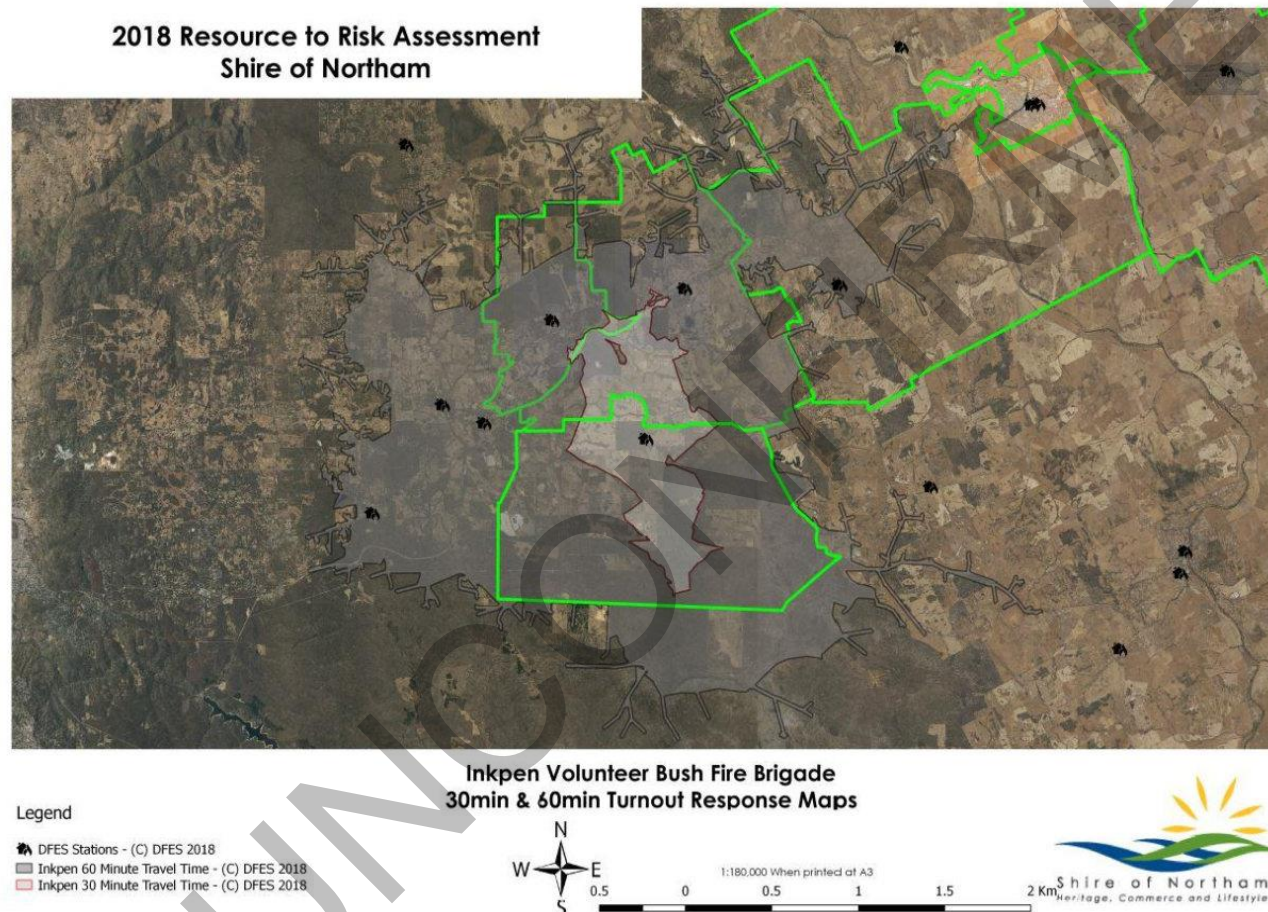 2018 Resource to Risk Assessment
Shire of Northam
UNCONFIRME
Inkpen Volunteer Bush Fire Brigade
30min & 60min Turnout Response Maps
Legend
DFES Stations - (C) DFES 2018
Inkpen 60 Minute Travel Time - (C) DFES 2018
Inkpen 30 Minute Travel Time - (C) DFES 2018
N
W E
S
1:180,000 When printed at A3
0.5 0 0.5 1 1.5 2 Km
Shire of Northam
Heritage, Commerce and Lifestyle